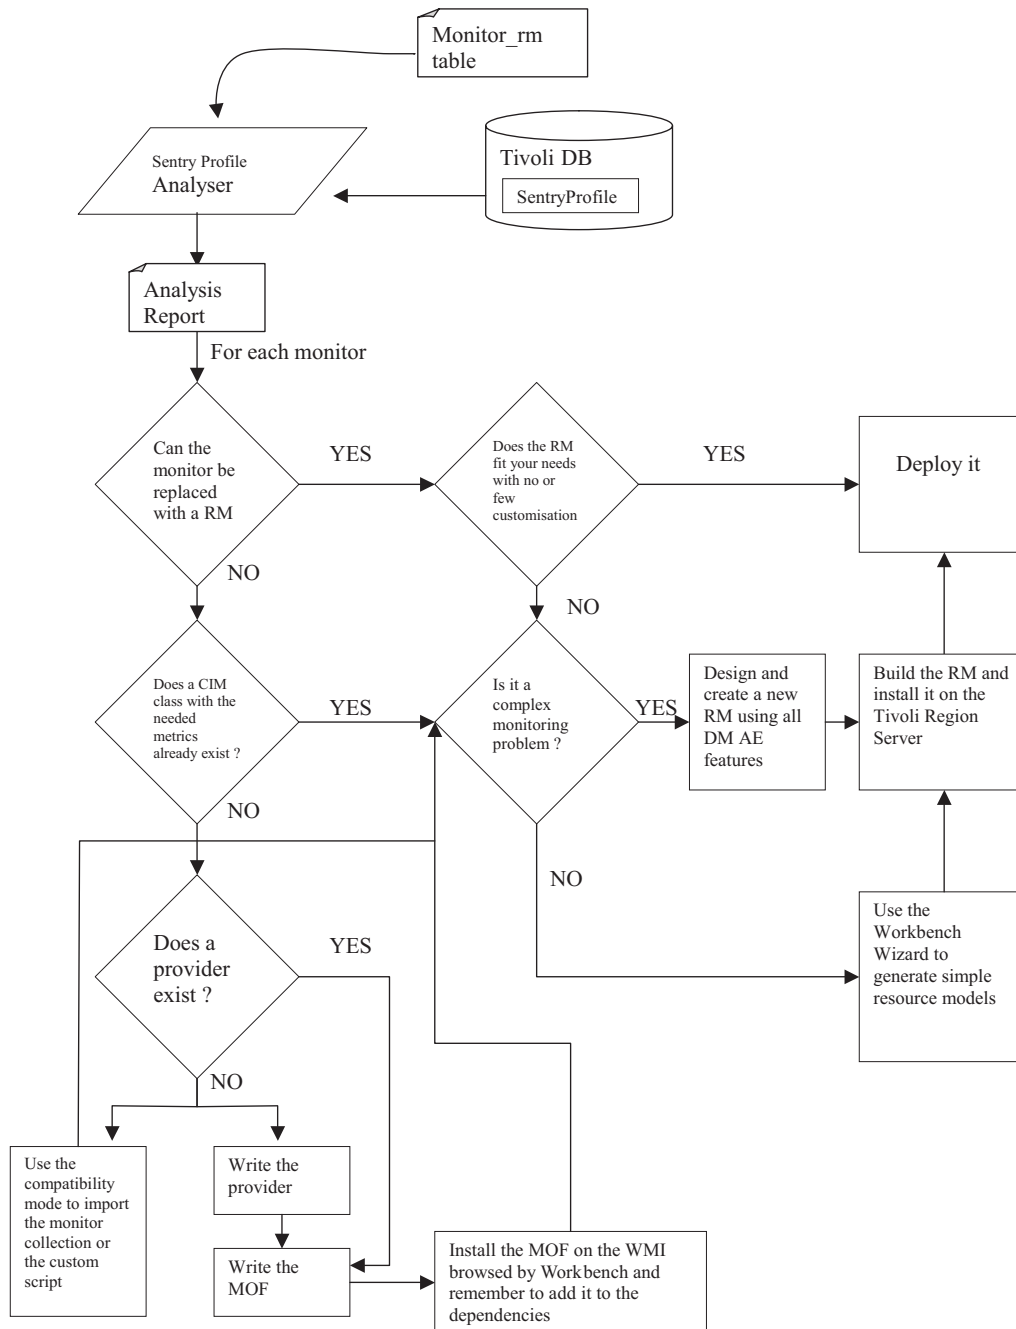 Monitor_rm
table
Tivoli DB
SentryProfile
Sentry Profile
Analyser
Analysis
Report
For each monitor
Can the
monitor be
replaced
with a RM
YES
Does the RM
fit your needs
with no or
few
customisation
YES
Deploy it
NO
NO
Does a CIM
class with the
needed
metrics
already exist ?
YES
Is it a
complex
monitoring
problem ?
YES
Design and
create a new
RM using all
DM AE
features
Build the RM and
install it on the
Tivoli Region
Server
NO
NO
Use the
Workbench
Wizard to
generate simple
resource models
Does a
provider
exist ?
YES
NO
Use the
compatibility
mode to import
the monitor
collection or
the custom
script
Write the
provider
Write the
MOF
Install the MOF on the WMI
browsed by Workbench and
remember to add it to the
dependencies